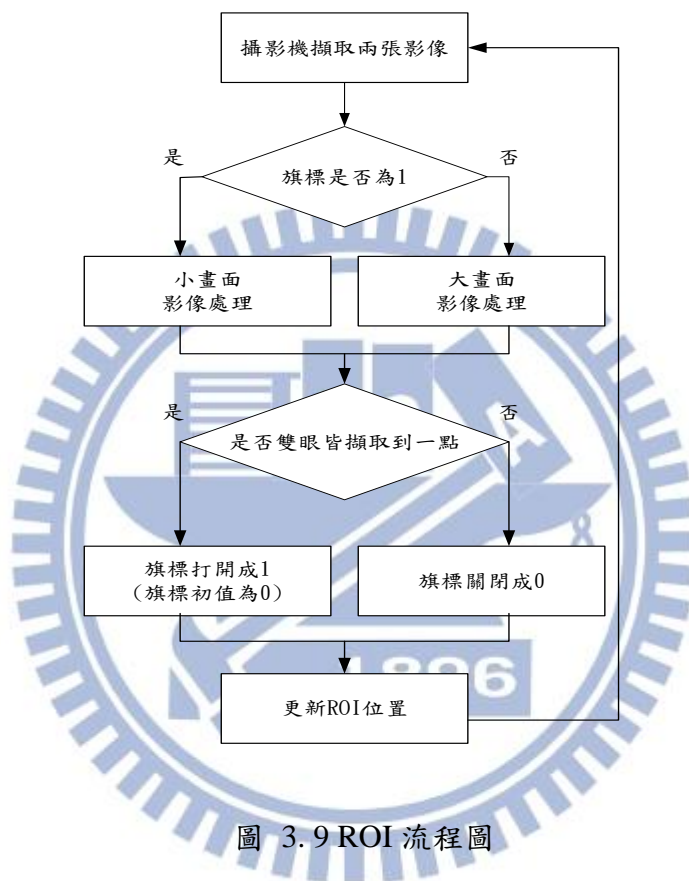 攝影機擷取兩張影像
是
否
旗標是否為1
小畫面
影像處理
大畫面
影像處理
是
否
是否雙眼皆擷取到一點
旗標打開成1
(旗標初值為0)
旗標關閉成0
1896
更新ROI位置
圖 3.9 ROI 流程圖